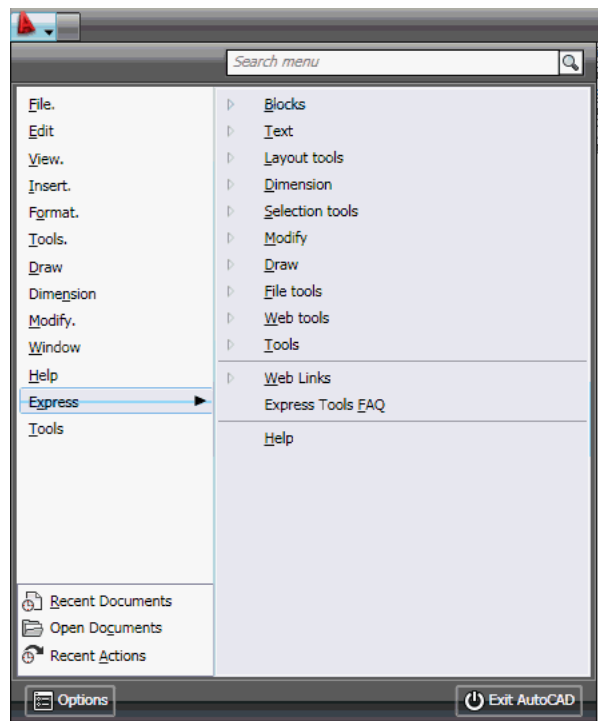 Search menu
File.
Edit
View.
Insert.
Format.
Tools.
Draw
Dimension
Modify.
Window
Help
Express
Tools
Blocks
Text
Layout tools
Dimension
Selection tools
Modify
Draw
File tools
Web tools
Tools
Web Links
Express Tools FAQ
Help
Recent Documents
Open Documents
Recent Actions
Options
Exit AutoCAD